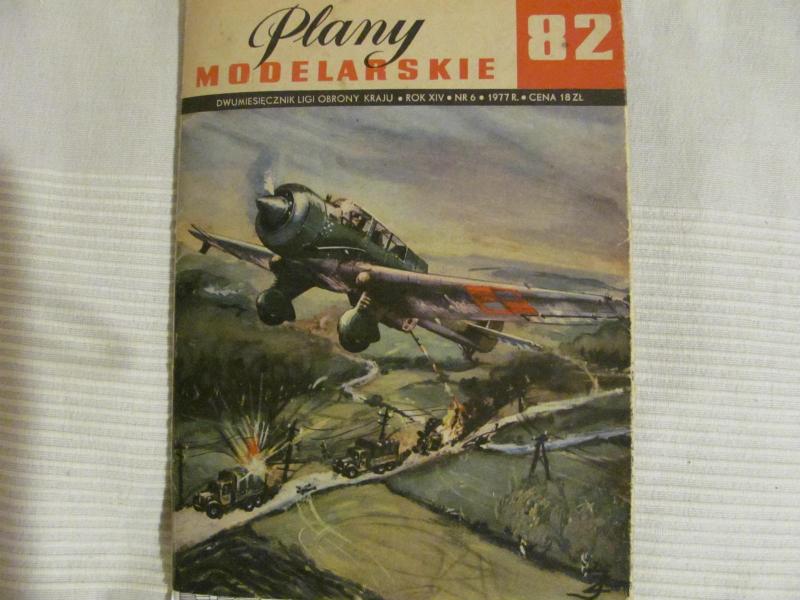 Plany
82
MODELARSKIE
DWUMIESIĘCZNIK LIGI OBRONY KRAJU • ROK XIV • NR 6 • 1977 R. • CENA 18 ZŁ